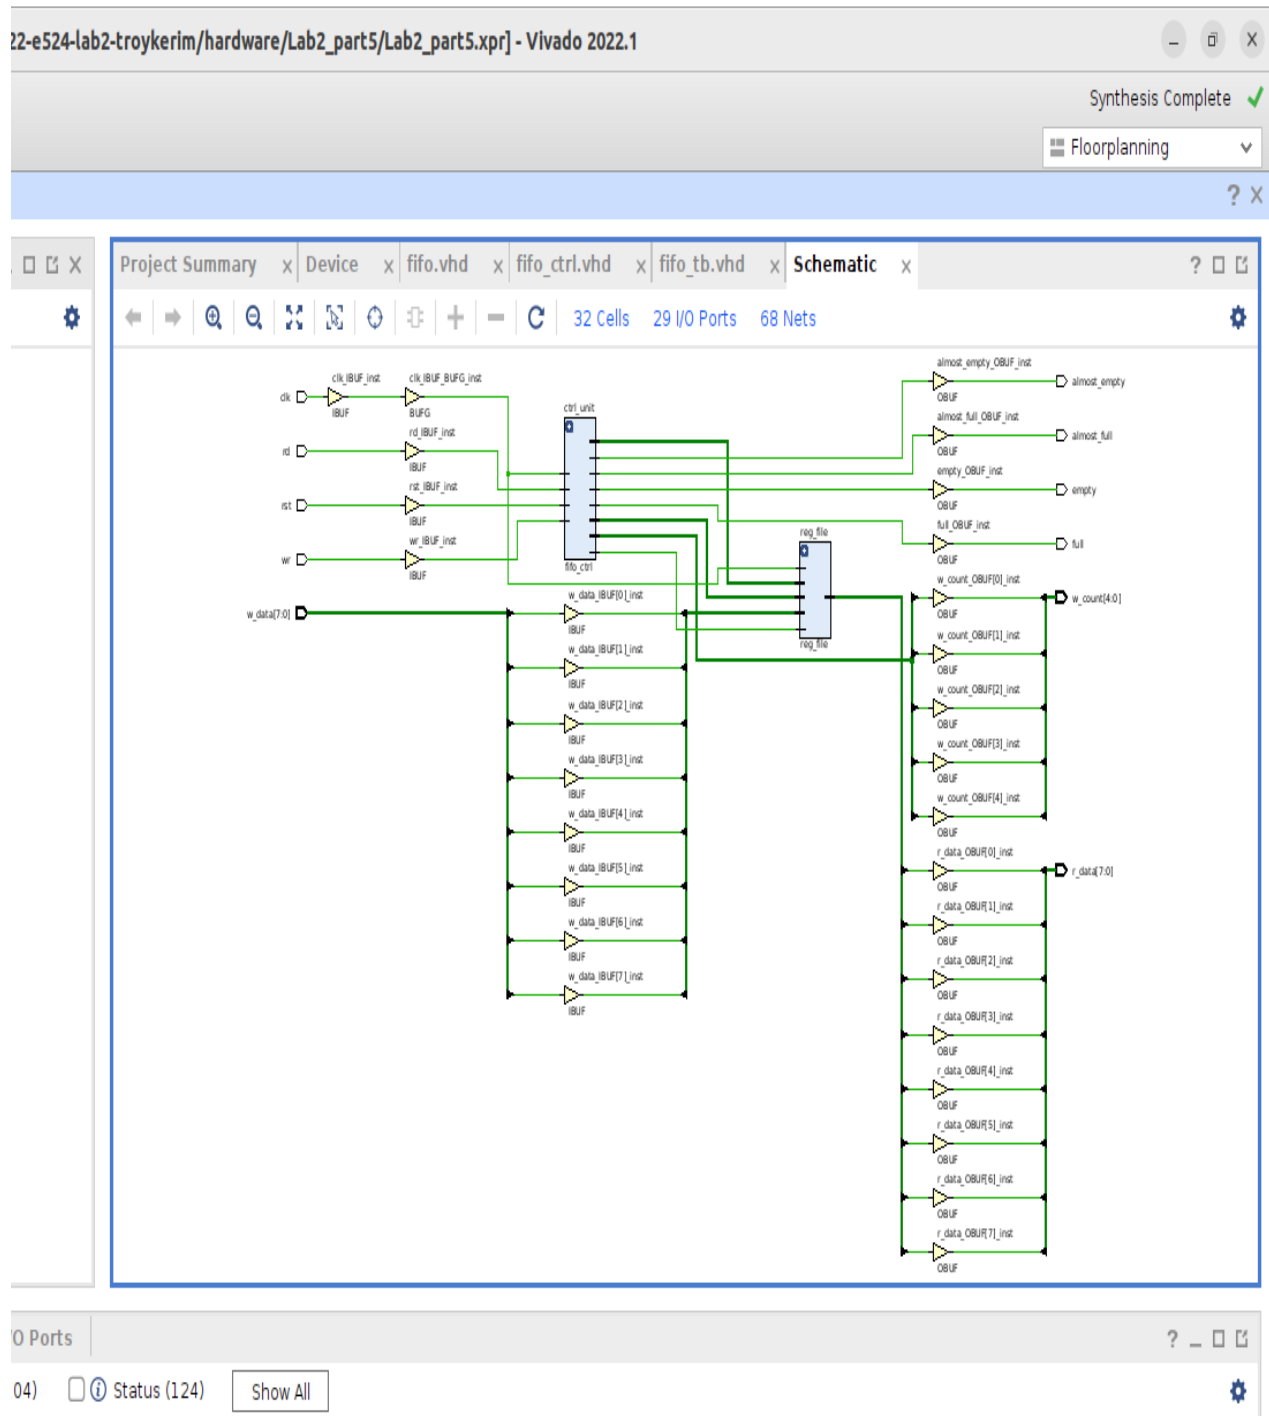 22-e524-lab2-troykerim/hardware/Lab2_part5/Lab2_part5.xpr] - Vivado 2022.1
Synthesis Complete
Floorplanning
Project Summary
Device
fifo.vhd
fifo_ctrl.vhd
fifo_tb.vhd
Schematic
32 Cells
29 I/O Ports
68 Nets
clk
clk_IBUF_inst
IBUF
clk_IBUF_BUFG_inst
BUFG
rd
rd_IBUF_inst
IBUF
rst
rst_IBUF_inst
IBUF
wr
wr_IBUF_inst
IBUF
w_data[7:0]
ctrl_unit
fifo_ctrl
w_data_IBUF[0]_inst
IBUF
w_data_IBUF[1]_inst
IBUF
w_data_IBUF[2]_inst
IBUF
w_data_IBUF[3]_inst
IBUF
w_data_IBUF[4]_inst
IBUF
w_data_IBUF[5]_inst
IBUF
w_data_IBUF[6]_inst
IBUF
w_data_IBUF[7]_inst
IBUF
reg_file
reg_file
almost_empty_OBUF_inst
OBUF
almost_empty
almost_full_OBUF_inst
OBUF
almost_full
empty_OBUF_inst
OBUF
empty
full_OBUF_inst
OBUF
full
w_count_OBUF[0]_inst
OBUF
w_count[4:0]
w_count_OBUF[1]_inst
OBUF
w_count_OBUF[2]_inst
OBUF
w_count_OBUF[3]_inst
OBUF
w_count_OBUF[4]_inst
OBUF
r_data_OBUF[0]_inst
OBUF
r_data[7:0]
r_data_OBUF[1]_inst
OBUF
r_data_OBUF[2]_inst
OBUF
r_data_OBUF[3]_inst
OBUF
r_data_OBUF[4]_inst
OBUF
r_data_OBUF[5]_inst
OBUF
r_data_OBUF[6]_inst
OBUF
r_data_OBUF[7]_inst
OBUF
/O Ports
04)
Status (124)
Show All